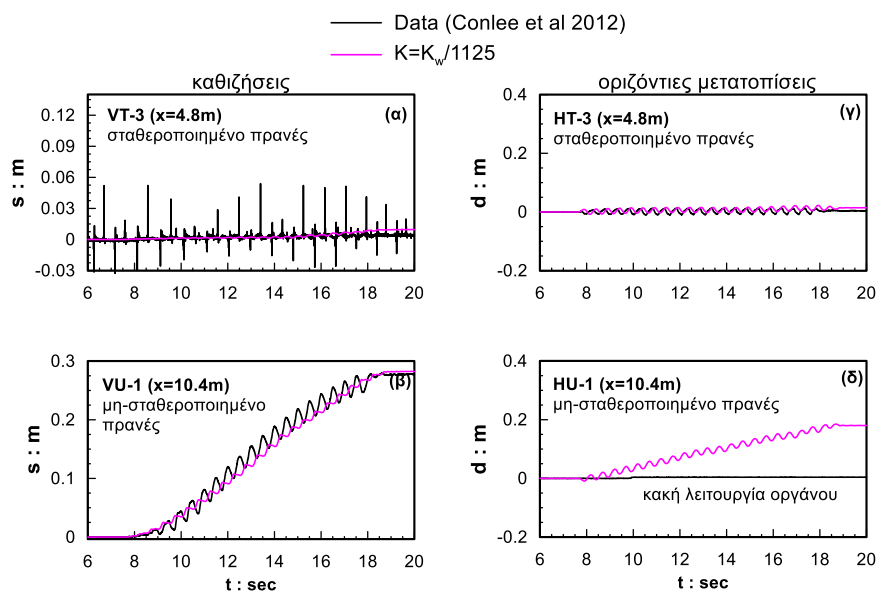 Data (Conlee et al 2012)
K=Kw/1125
καθιζήσεις
οριζόντιες μετατοπίσεις
VT-3 (x=4.8m)
σταθεροποιημένο πρανές
(α)
s : m
0.12
0.09
0.06
0.03
0
-0.03
6 8 10 12 14 16 18 20
HT-3 (x=4.8m)
σταθεροποιημένο πρανές
(γ)
d : m
0.4
0.2
0
-0.2
6 8 10 12 14 16 18 20
VU-1 (x=10.4m)
μη-σταθεροποιημένο
πρανές
(β)
s : m
0.3
0.2
0.1
0
6 8 10 12 14 16 18 20
t : sec
HU-1 (x=10.4m)
μη-σταθεροποιημένο πρανές
(δ)
κακή λειτουργία οργάνου
d : m
0.4
0.2
0
-0.2
6 8 10 12 14 16 18 20
t : sec